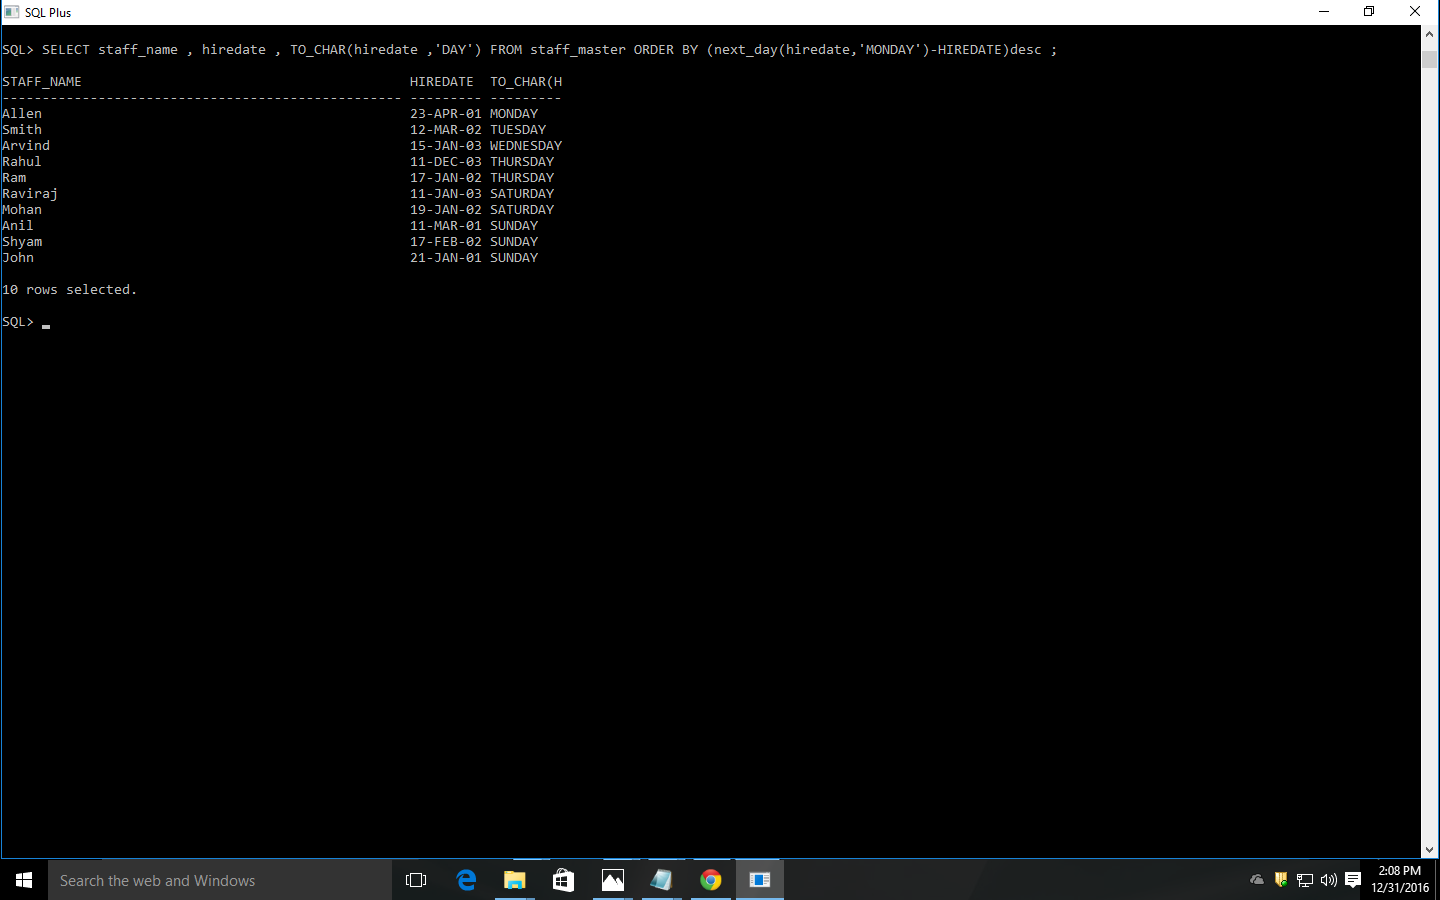 SQL Plus
SQL> SELECT staff_name , hiredate , TO_CHAR(hiredate ,'DAY') FROM staff_master ORDER BY (next_day(hiredate,'MONDAY')-HIREDATE)desc ;
STAFF_NAME HIREDATE TO_CHAR(H
-------------------------------------------------- --------- ---------
Allen 23-APR-01 MONDAY
Smith 12-MAR-02 TUESDAY
Arvind 15-JAN-03 WEDNESDAY
Rahul 11-DEC-03 THURSDAY
Ram 17-JAN-02 THURSDAY
Raviraj 11-JAN-03 SATURDAY
Mohan 19-JAN-02 SATURDAY
Anil 11-MAR-01 SUNDAY
Shyam 17-FEB-02 SUNDAY
John 21-JAN-01 SUNDAY
10 rows selected.
SQL>
Search the web and Windows
2:08 PM
12/31/2016